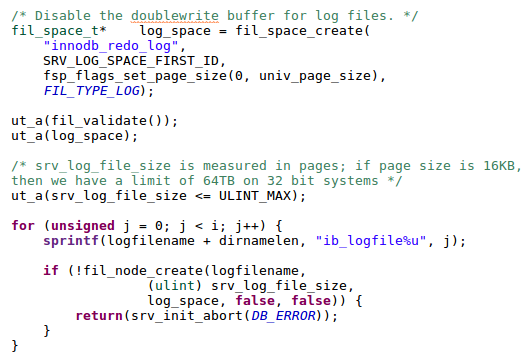 /* Disable the doublewrite buffer for log files. */
fil_space_t*    log_space = fil_space_create(
    "innodb_redo_log",
    SRV_LOG_SPACE_FIRST_ID,
    fsp_flags_set_page_size(0, univ_page_size),
    FIL_TYPE_LOG);

ut_a(fil_validate());
ut_a(log_space);

/* srv_log_file_size is measured in pages; if page size is 16KB,
then we have a limit of 64TB on 32 bit systems */
ut_a(srv_log_file_size <= ULINT_MAX);

for (unsigned j = 0; j < i; j++) {
    sprintf(logfilename + dirnamelen, "ib_logfile%u", j);

    if (!fil_node_create(logfilename,
                 (ulint) srv_log_file_size,
                 log_space, false, false)) {
        return(srv_init_abort(DB_ERROR));
    }
}